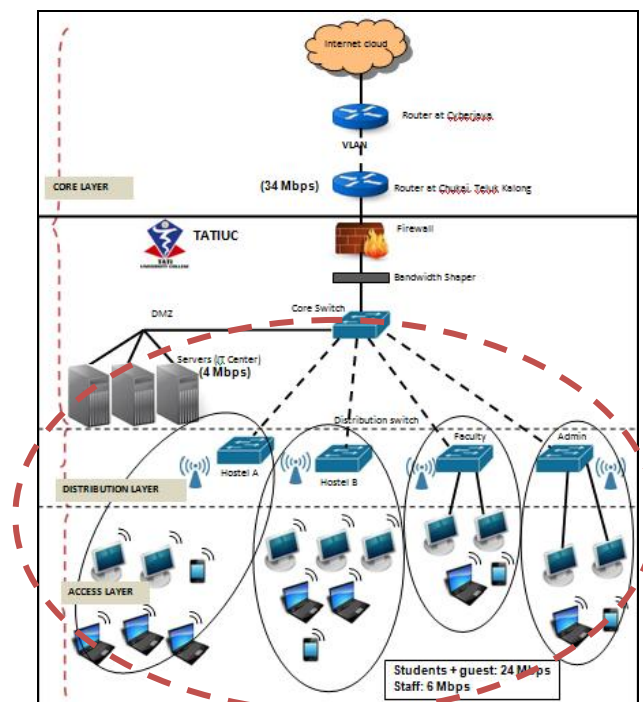 Internet cloud
Router at Cyberjaya
VLAN
CORE LAYER
(34 Mbps)
Router at Chukai, Teluk Kalong
TATIUC
TATI
UNIVERSITY COLLEGE
Firewall
Bandwidth Shaper
DMZ
Core Switch
Servers (IT Center)
(4 Mbps)
Distribution switch
Hostel A
Hostel B
Faculty
Admin
DISTRIBUTION LAYER
ACCESS LAYER
Students + guest: 24 Mbps
Staff: 6 Mbps